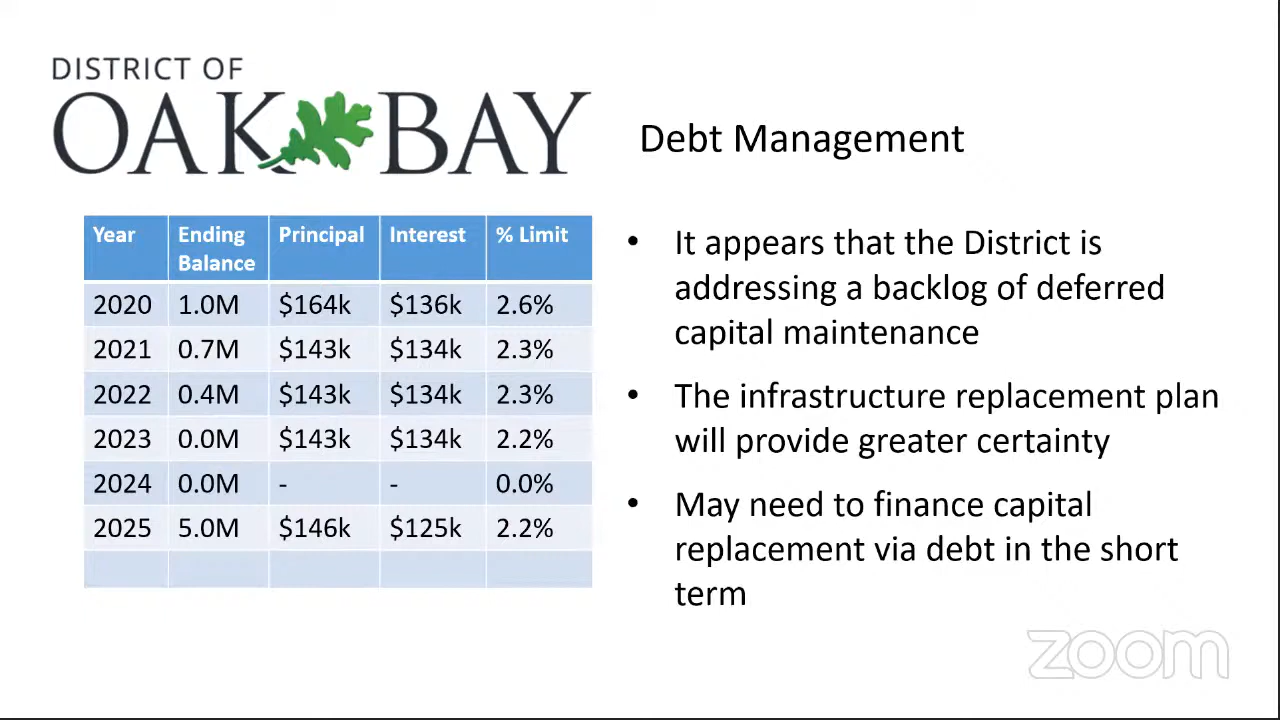 DISTRICT OF
OAK BAY
Debt Management
Year Ending Balance Principal Interest % Limit
2020 1.0M $164k $136k 2.6%
2021 0.7M $143k $134k 2.3%
2022 0.4M $143k $134k 2.3%
2023 0.0M $143k $134k 2.2%
2024 0.0M - - 0.0%
2025 5.0M $146k $125k 2.2%
• It appears that the District is
addressing a backlog of deferred
capital maintenance
• The infrastructure replacement plan
will provide greater certainty
• May need to finance capital
replacement via debt in the short
term
zoom